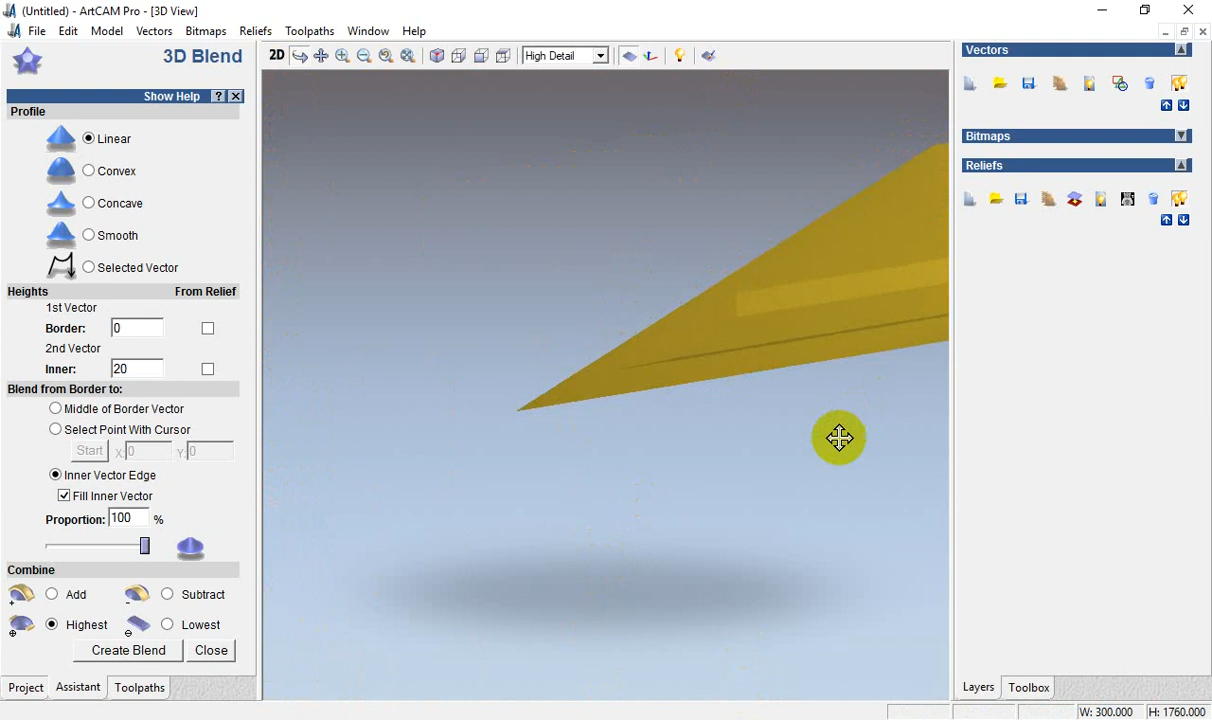 (Untitled) - ArtCAM Pro - [3D View]
File Edit Model Vectors Bitmaps Reliefs Toolpaths Window Help
3D Blend
2D
High Detail
Show Help ? X
Profile
Linear
Convex
Concave
Smooth
Selected Vector
Heights From Relief
1st Vector
Border: 0
2nd Vector
Inner: 20
Blend from Border to:
Middle of Border Vector
Select Point With Cursor
Start X: 0 Y: 0
Inner Vector Edge
Fill Inner Vector
Proportion: 100 %
Combine
Add Subtract
Highest Lowest
Create Blend Close
Project Assistant Toolpaths
Vectors
Bitmaps
Reliefs
Layers Toolbox
W: 300.000 H: 1760.000